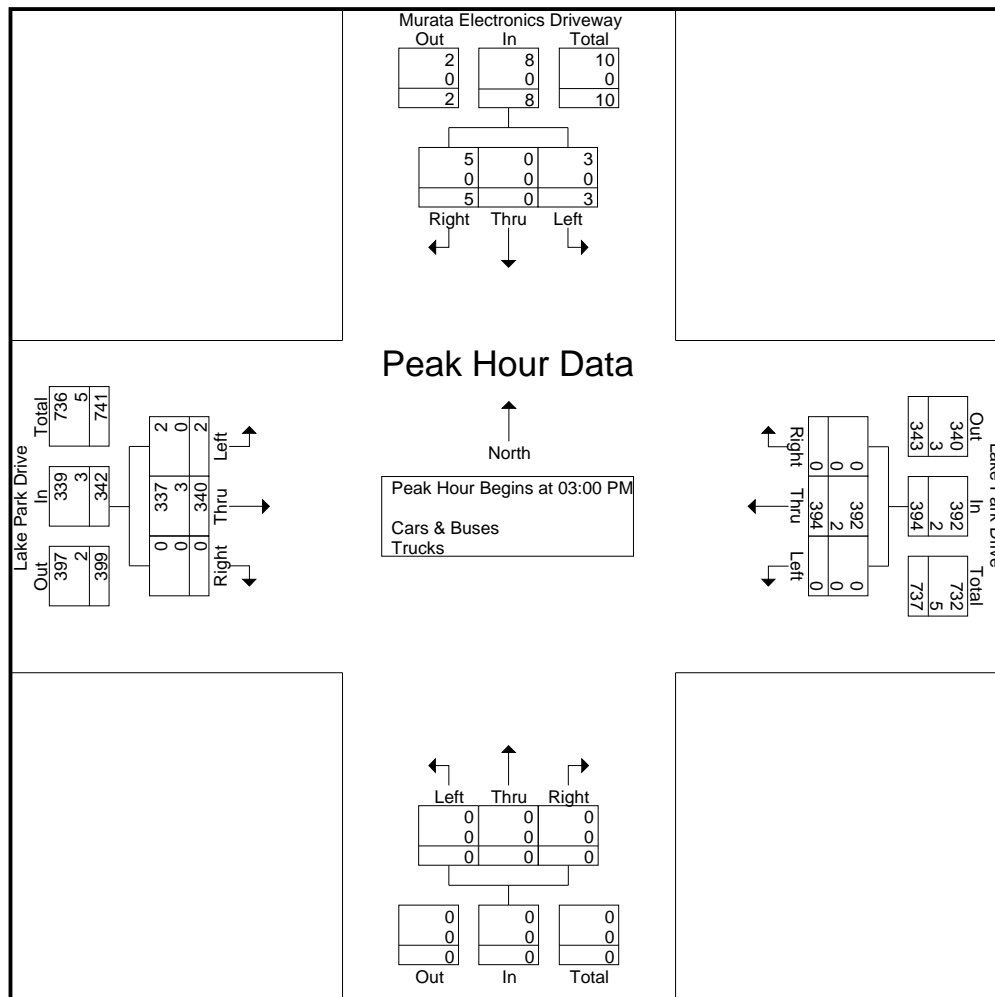 Murata Electronics Driveway
Out In Total
2 8 10
0 0 0
2 8 10
5 0 3
0 0 0
5 0 3
Right Thru Left
Peak Hour Data
North
Peak Hour Begins at 03:00 PM
Cars & Buses
Trucks
Lake Park Drive
Out In Total
397 339 736
2 3 5
399 342 741
Right Thru Left
0 337 2
0 3 0
0 340 2
Lake Park Drive
Out In Total
340 392 732
3 2 5
343 394 737
Right Thru Left
0 392 0
0 2 0
0 394 0
Left Thru Right
0 0 0
0 0 0
0 0 0
0 0 0
0 0 0
0 0 0
Out In Total